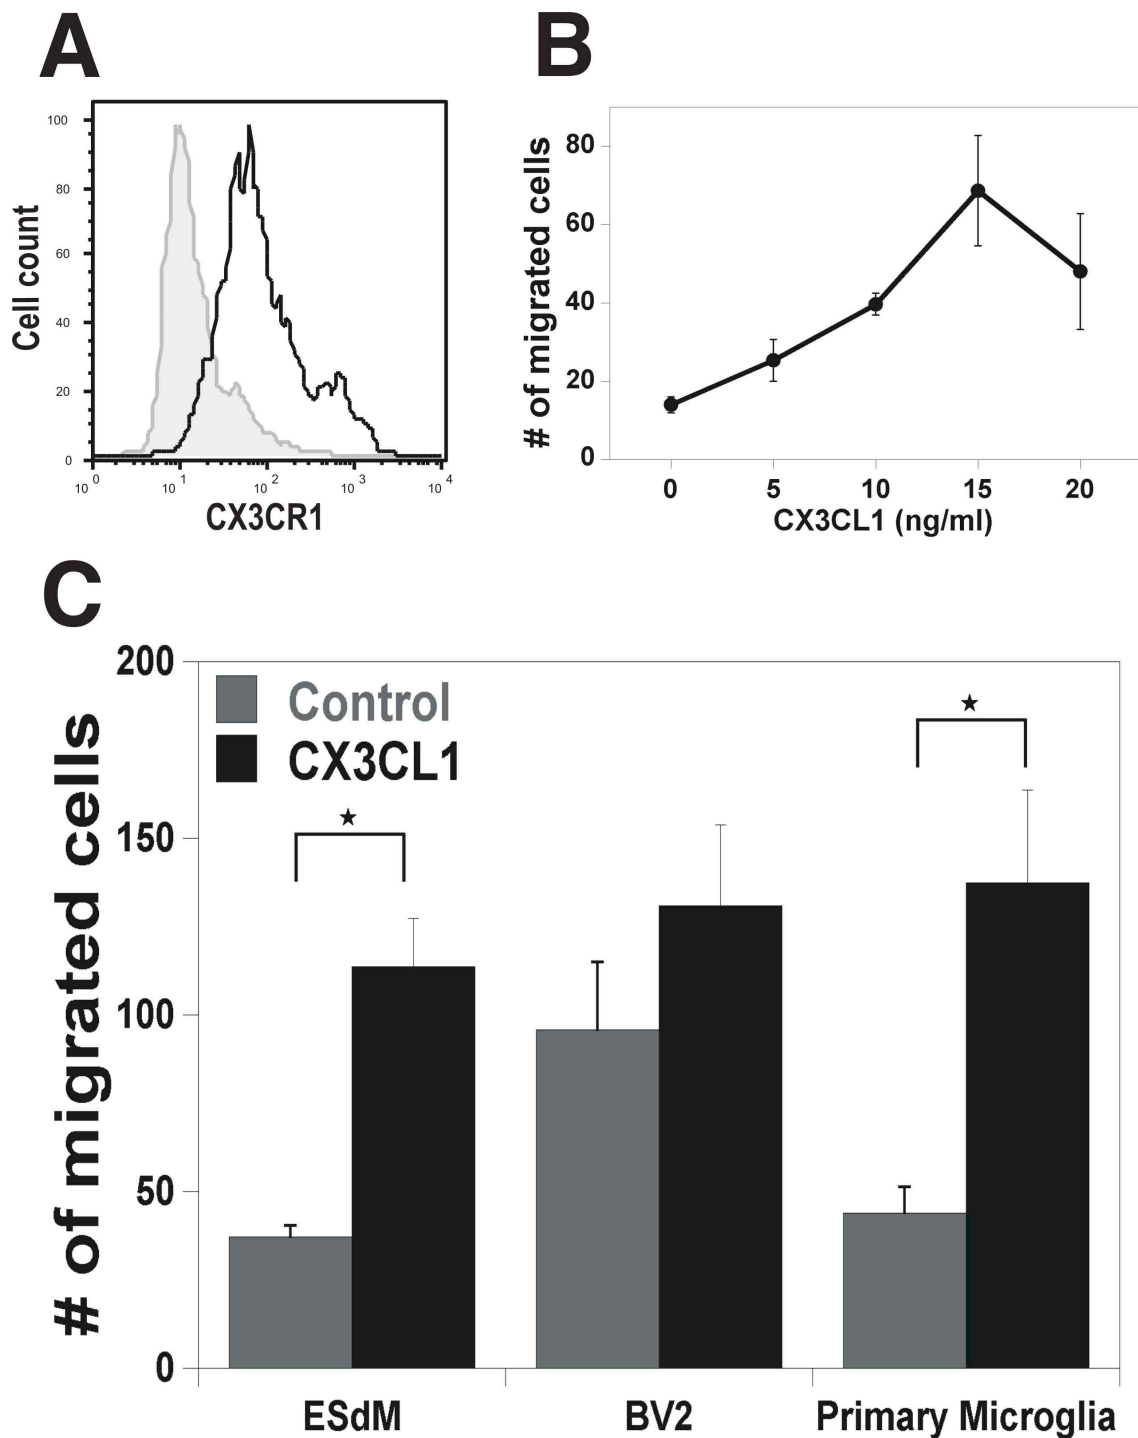 A
B
100
80
60
40
20
0
Cell count
10 0
10 1
10 2
10 3
10 4
CX3CR1
80
60
40
20
0
# of migrated cells
0 5 10 15 20
CX3CL1 (ng/ml)
C
200
150
100
50
0
# of migrated cells
Control
CX3CL1
★
★
ESdM BV2 Primary Microglia